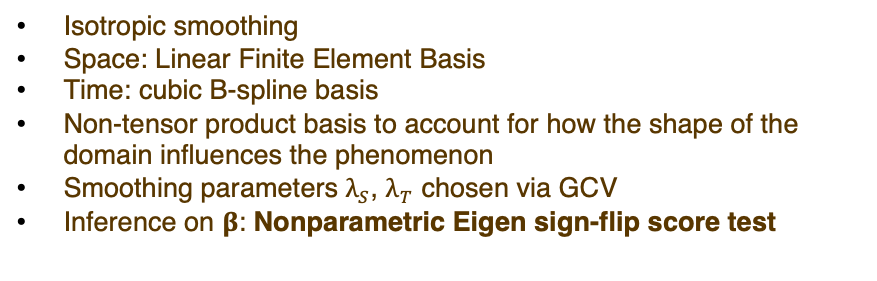 • Isotropic smoothing
• Space: Linear Finite Element Basis
• Time: cubic B-spline basis
• Non-tensor product basis to account for how the shape of the
domain influences the phenomenon
• Smoothing parameters λ_S, λ_T chosen via GCV
• Inference on β: Nonparametric Eigen sign-flip score test